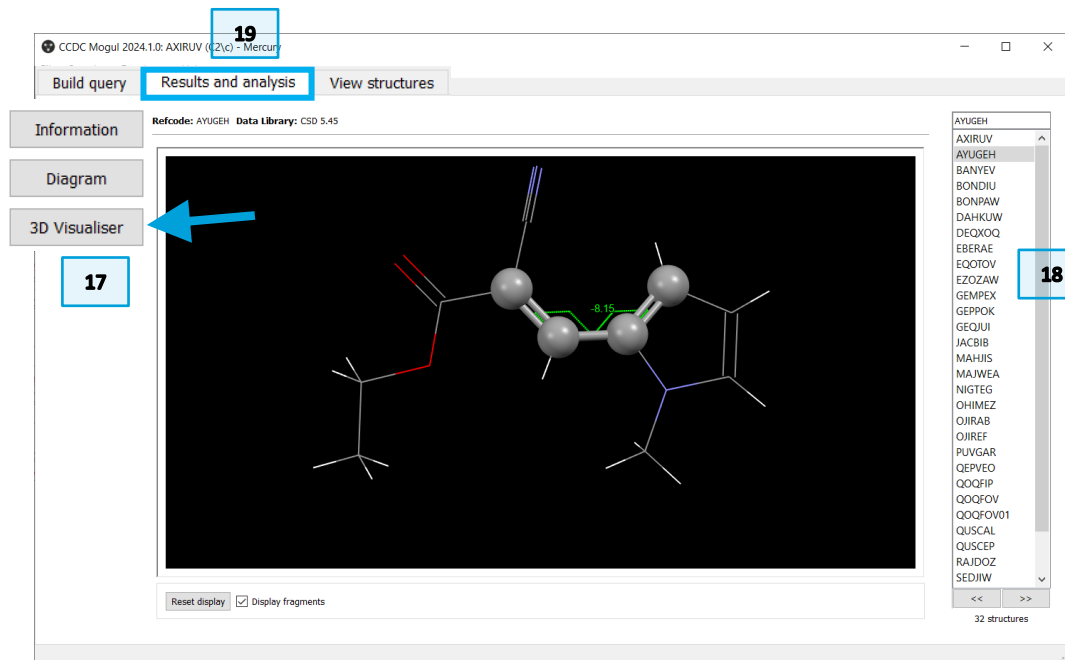 19
CCDC Mogul 2024.1.0: AXIRUV (C2\c) - Mercury
Build query
Results and analysis
View structures
Information
Diagram
3D Visualiser
17
Refcode: AYUGEH Data Library: CSD 5.45
-8.15
Reset display
Display fragments
AYUGEH
AXIRUV
AYUGEH
BANYEV
BONDIU
BONPAW
DAHKUW
DEQXOQ
EBERAE
EQOTOV
EZOZAW
18
GEMPEX
GEPPOK
GEQJUI
JACBIB
MAHJIS
MAJWEA
NIGTEG
OHIMEZ
OJIRAB
OJIREF
PUVGAR
QEPVEO
QOQFIP
QOQFOV
QOQFOV01
QUSCAL
QUSCEP
RAJDOZ
SEDJIW
<<
>>
32 structures